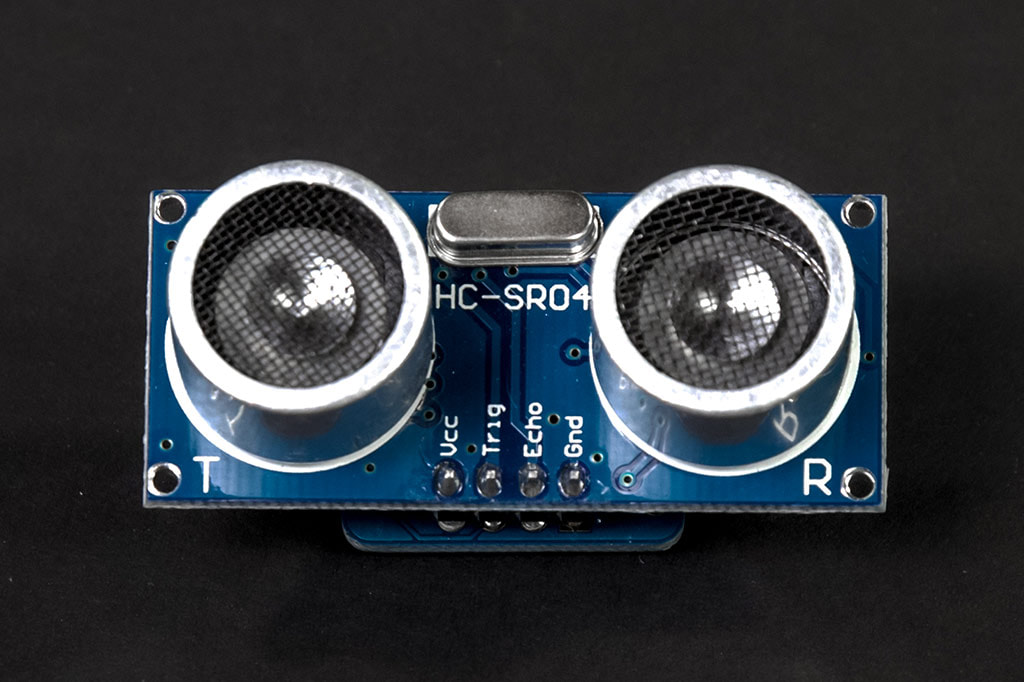 HC-SR04
Vcc
Trig
Echo
Gnd
T
R